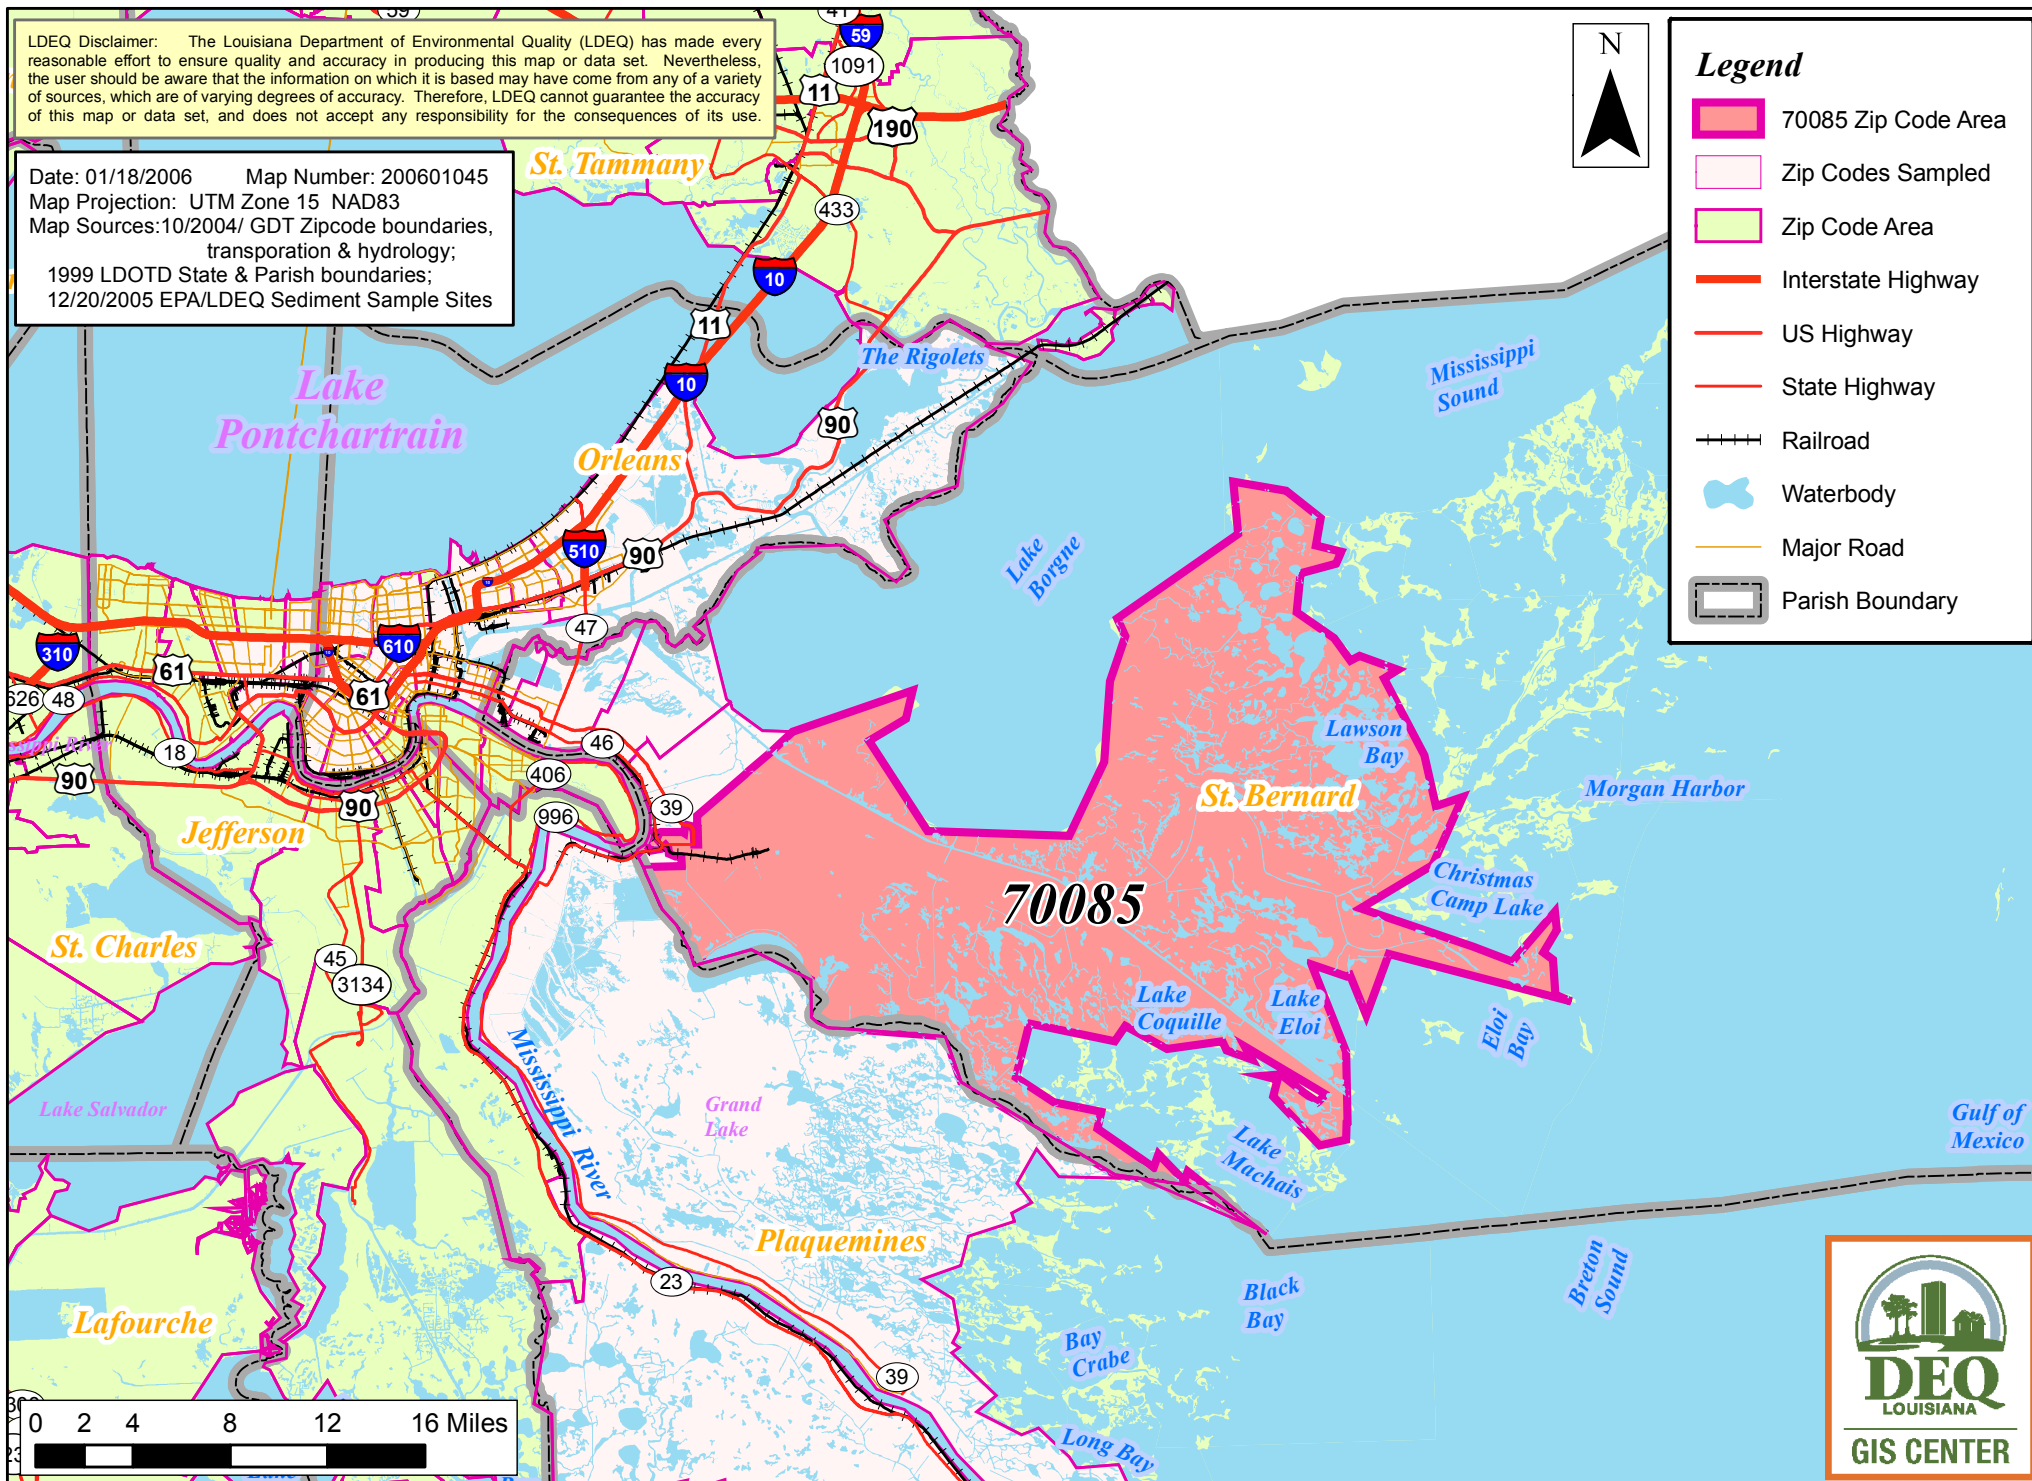 LDEQ Disclaimer: The Louisiana Department of Environmental Quality (LDEQ) has made every
reasonable effort to ensure quality and accuracy in producing this map or data set. Nevertheless,
the user should be aware that the information on which it is based may have come from any of a variety
of sources, which are of varying degrees of accuracy. Therefore, LDEQ cannot guarantee the accuracy
of this map or data set, and does not accept any responsibility for the consequences of its use.
Date: 01/18/2006 Map Number: 200601045
Map Projection: UTM Zone 15 NAD83
Map Sources:10/2004/ GDT Zipcode boundaries,
transporation & hydrology;
1999 LDOTD State & Parish boundaries;
12/20/2005 EPA/LDEQ Sediment Sample Sites
N
Legend
70085 Zip Code Area
Zip Codes Sampled
Zip Code Area
Interstate Highway
US Highway
State Highway
Railroad
Waterbody
Major Road
Parish Boundary
59
41
59
1091
11
190
St. Tammany
433
10
11
The Rigolets
10
90
Mississippi
Sound
Lake
Pontchartrain
Orleans
510
90
Lake
Borgne
47
310
610
61
61
626
48
18
46
406
90
90
996
39
Jefferson
Lawson
Bay
St. Bernard
Morgan Harbor
70085
Christmas
Camp Lake
St. Charles
45
3134
Lake
Coquille
Lake
Eloi
Eloi
Bay
Mississippi River
Lake Salvador
Grand
Lake
Lake
Machais
Gulf of
Mexico
Plaquemines
23
Black
Bay
Breton
Sound
Lafourche
Bay
Crabe
39
Long Bay
0 2 4 8 12 16 Miles
DEQ
LOUISIANA
GIS CENTER